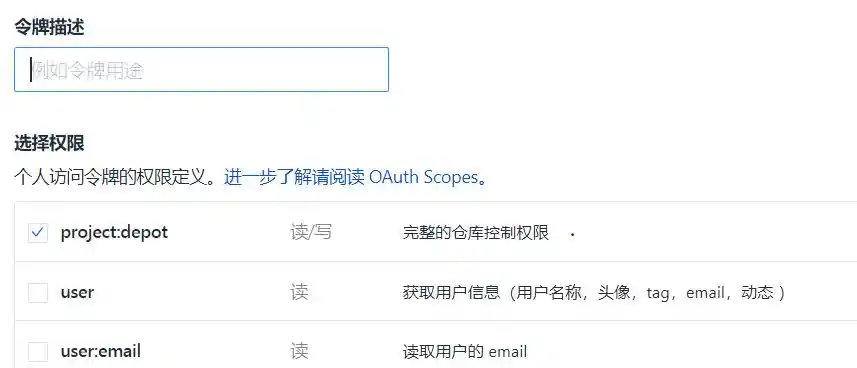 令牌描述
例如令牌用途
选择权限
个人访问令牌的权限定义。进一步了解请阅读 OAuth Scopes。
project:depot 读/写 完整的仓库控制权限
user 读 获取用户信息（用户名称，头像，tag，email，动态 ）
user:email 读 读取用户的 email